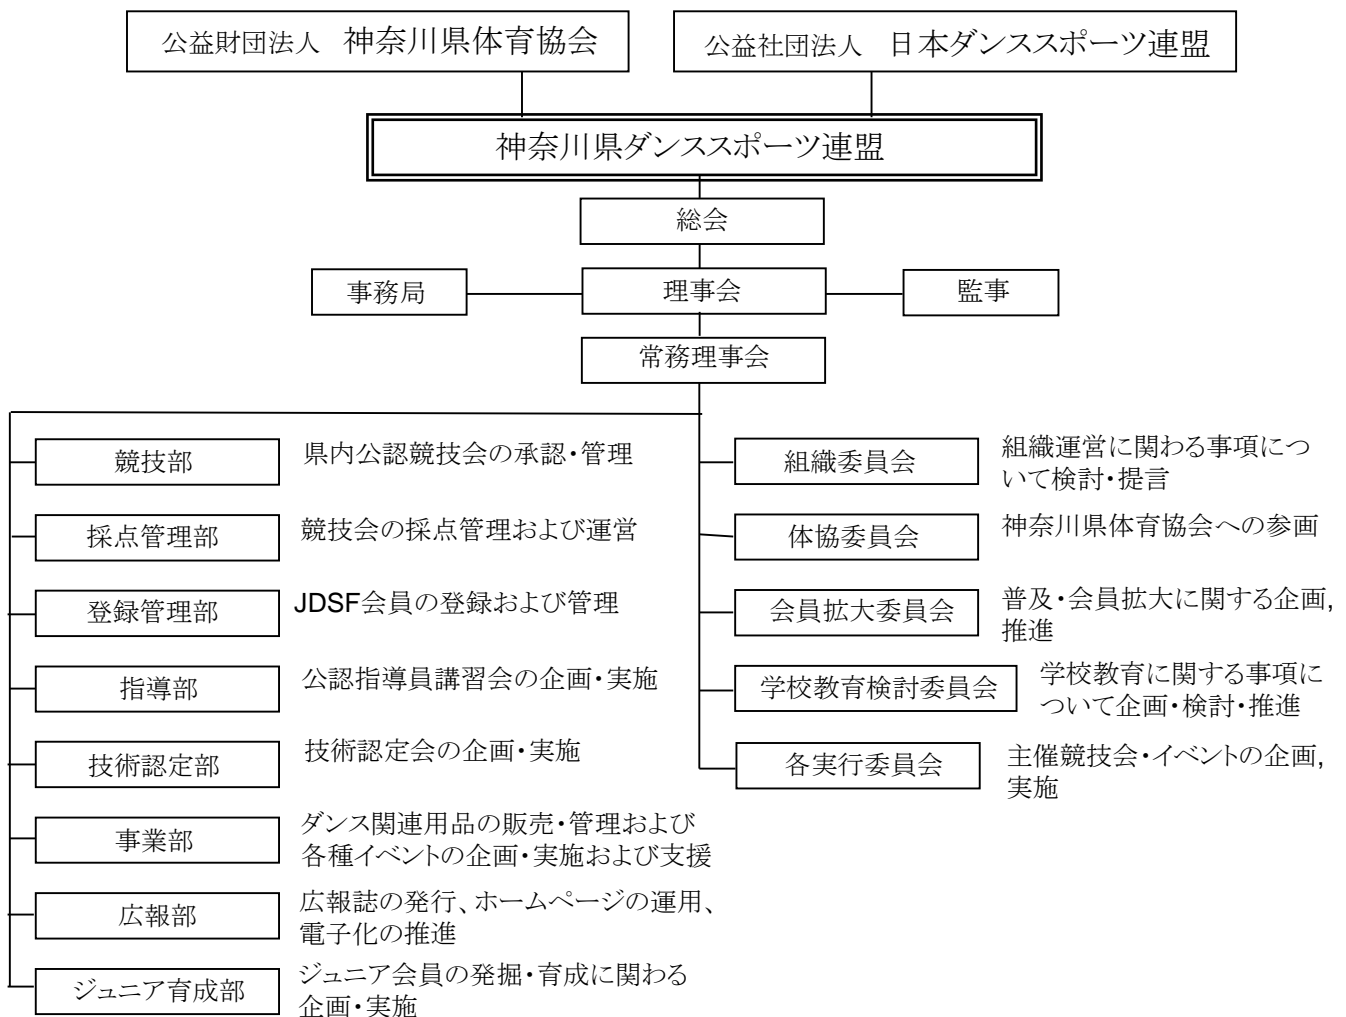 公益財団法人 神奈川県体育協会
公益社団法人 日本ダンススポーツ連盟
神奈川県ダンススポーツ連盟
総会
事務局
理事会
監事
常務理事会
競技部
県内公認競技会の承認・管理
採点管理部
競技会の採点管理および運営
登録管理部
JDSF会員の登録および管理
指導部
公認指導員講習会の企画・実施
技術認定部
技術認定会の企画・実施
事業部
ダンス関連用品の販売・管理および
各種イベントの企画・実施および支援
広報部
広報誌の発行、ホームページの運用、
電子化の推進
ジュニア育成部
ジュニア会員の発掘・育成に関わる
企画・実施
組織委員会
組織運営に関わる事項につ
いて検討・提言
体協委員会
神奈川県体育協会への参画
会員拡大委員会
普及・会員拡大に関する企画,
推進
学校教育検討委員会
学校教育に関する事項に
ついて企画・検討・推進
各実行委員会
主催競技会・イベントの企画,
実施